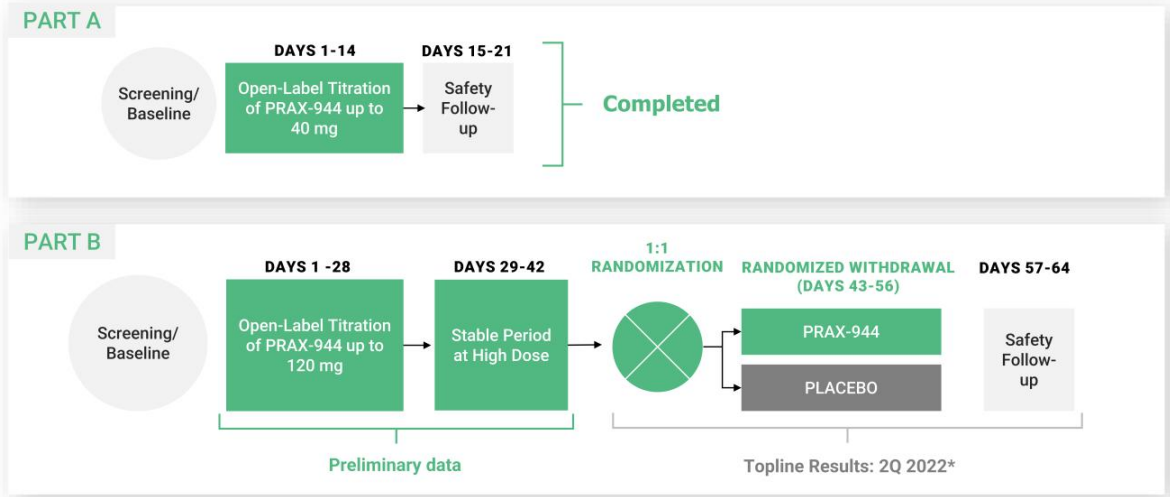 PART A
DAYS 1-14
DAYS 15-21
Screening/
Baseline
Open-Label Titration
of PRAX-944 up to
40 mg
Safety
Follow-
up
Completed
PART B
DAYS 1 -28
DAYS 29-42
1:1
RANDOMIZATION
RANDOMIZED WITHDRAWAL
(DAYS 43-56)
DAYS 57-64
Screening/
Baseline
Open-Label Titration
of PRAX-944 up to
120 mg
Stable Period
at High Dose
PRAX-944
PLACEBO
Safety
Follow-
up
Preliminary data
Topline Results: 2Q 2022*